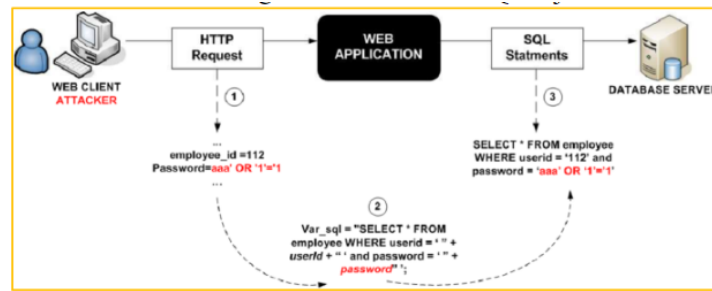 HTTP
Request
WEB
APPLICATION
SQL
Statments
WEB CLIENT
ATTACKER
DATABASE SERVER
1
3
...
employee_id =112
Password=aaa' OR '1'='1
...
SELECT * FROM employee
WHERE userid = '112' and
password = 'aaa' OR '1'='1'
2
Var_sql = "SELECT * FROM
employee WHERE userid = ' " +
userId + " ' and password = ' " +
password" ';